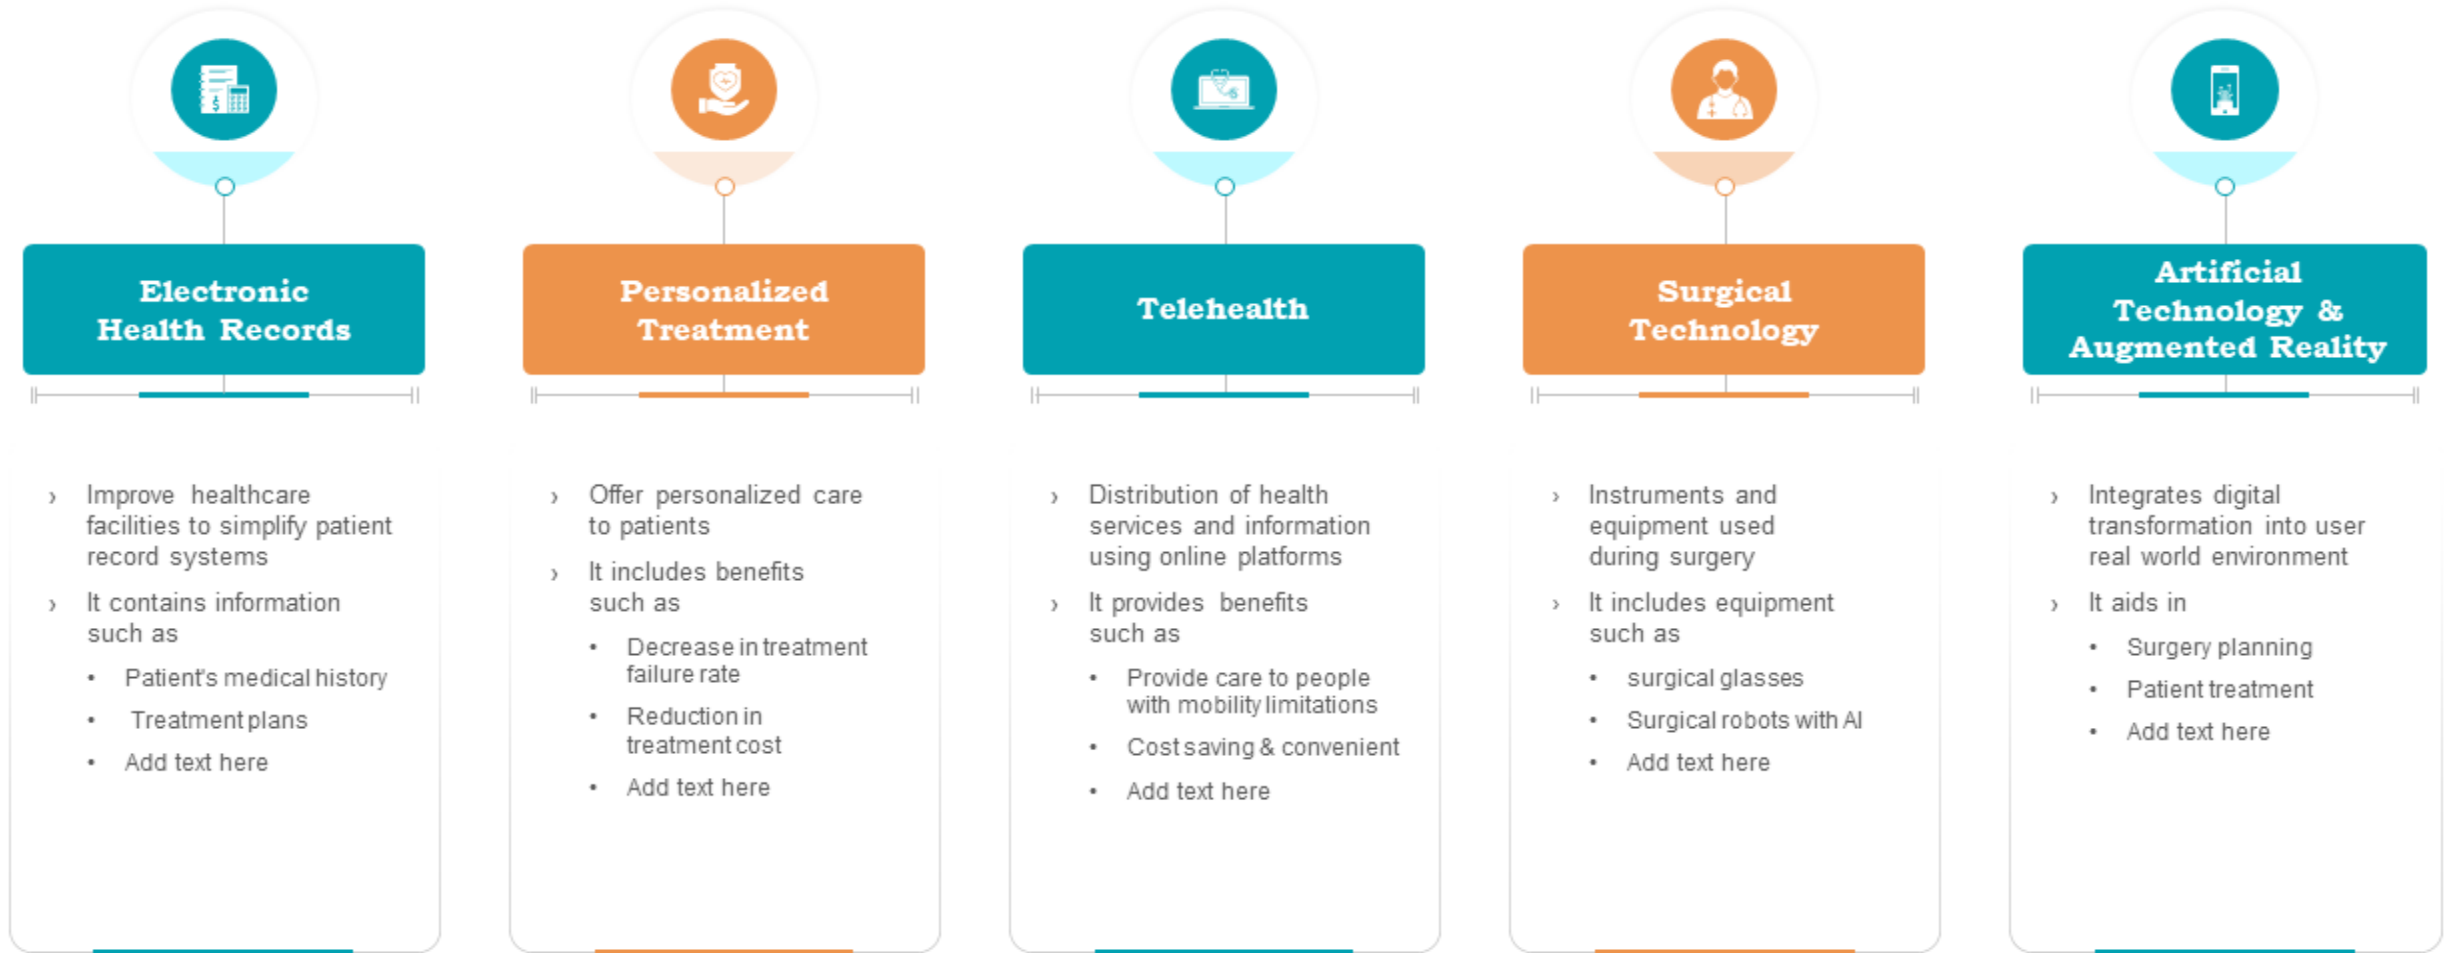 Electronic
Health Records
Personalized
Treatment
Telehealth
Surgical
Technology
Artificial
Technology &
Augmented Reality
› Improve healthcare
facilities to simplify patient
record systems
› It contains information
such as
• Patient's medical history
• Treatment plans
• Add text here
› Offer personalized care
to patients
› It includes benefits
such as
• Decrease in treatment
failure rate
• Reduction in
treatment cost
• Add text here
› Distribution of health
services and information
using online platforms
› It provides benefits
such as
• Provide care to people
with mobility limitations
• Cost saving & convenient
• Add text here
› Instruments and
equipment used
during surgery
› It includes equipment
such as
• surgical glasses
• Surgical robots with AI
• Add text here
› Integrates digital
transformation into user
real world environment
› It aids in
• Surgery planning
• Patient treatment
• Add text here